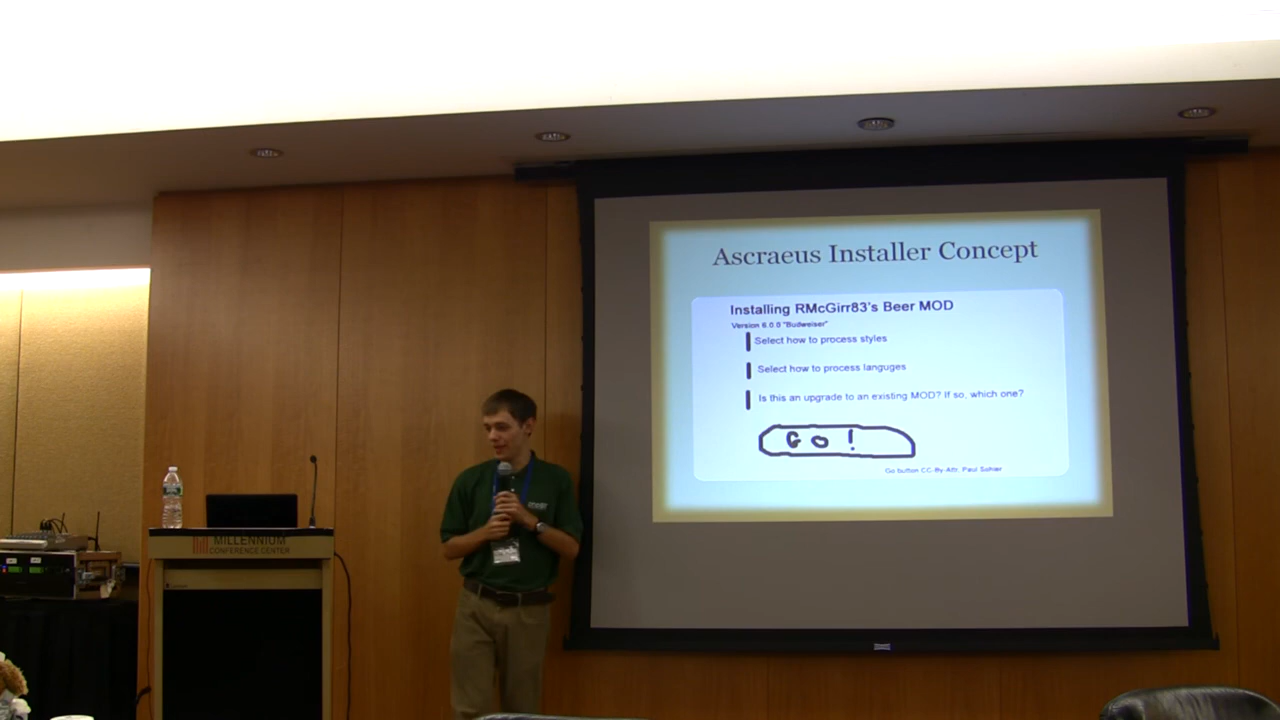 Ascraeus Installer Concept
Installing RMcGirr83's Beer MOD
Version 6.0.0 "Budweiser"
Select how to process styles
Select how to process languges
Is this an upgrade to an existing MOD? If so, which one?
GO!
Go button CC-By-Attr. Paul Sohier
MILLENNIUM
CONFERENCE CENTER